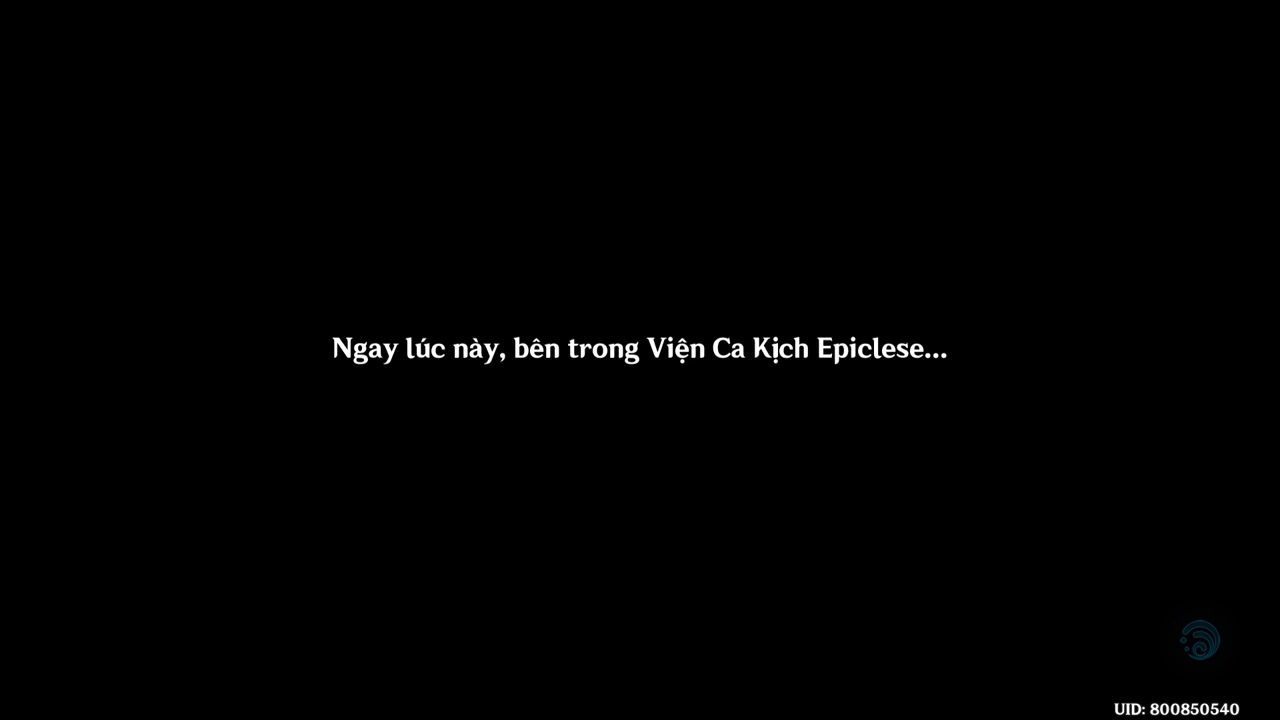 Ngay lúc này, bên trong Viện Ca Kịch Epiclese...
UID: 800850540